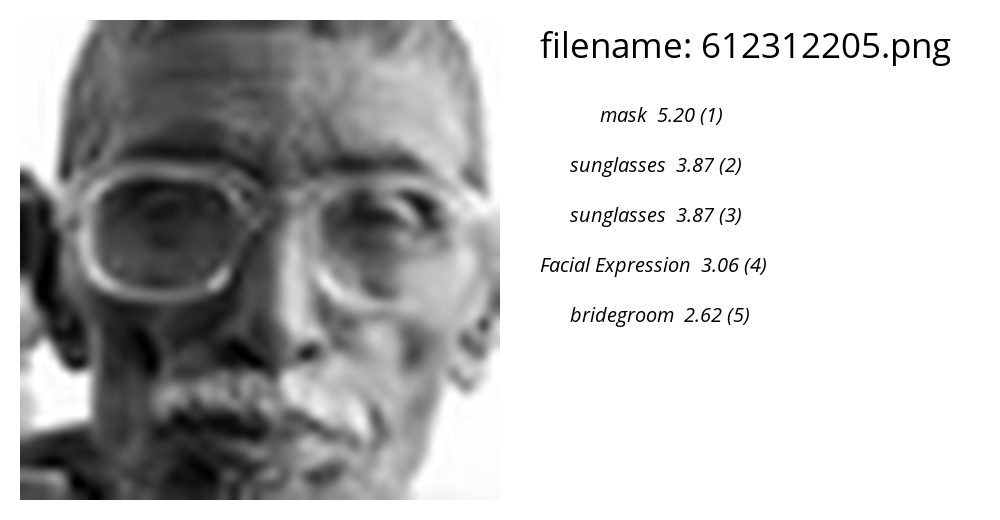 filename: 612312205.png
mask 5.20 (1)
sunglasses 3.87 (2)
sunglasses 3.87 (3)
Facial Expression 3.06 (4)
bridegroom 2.62 (5)